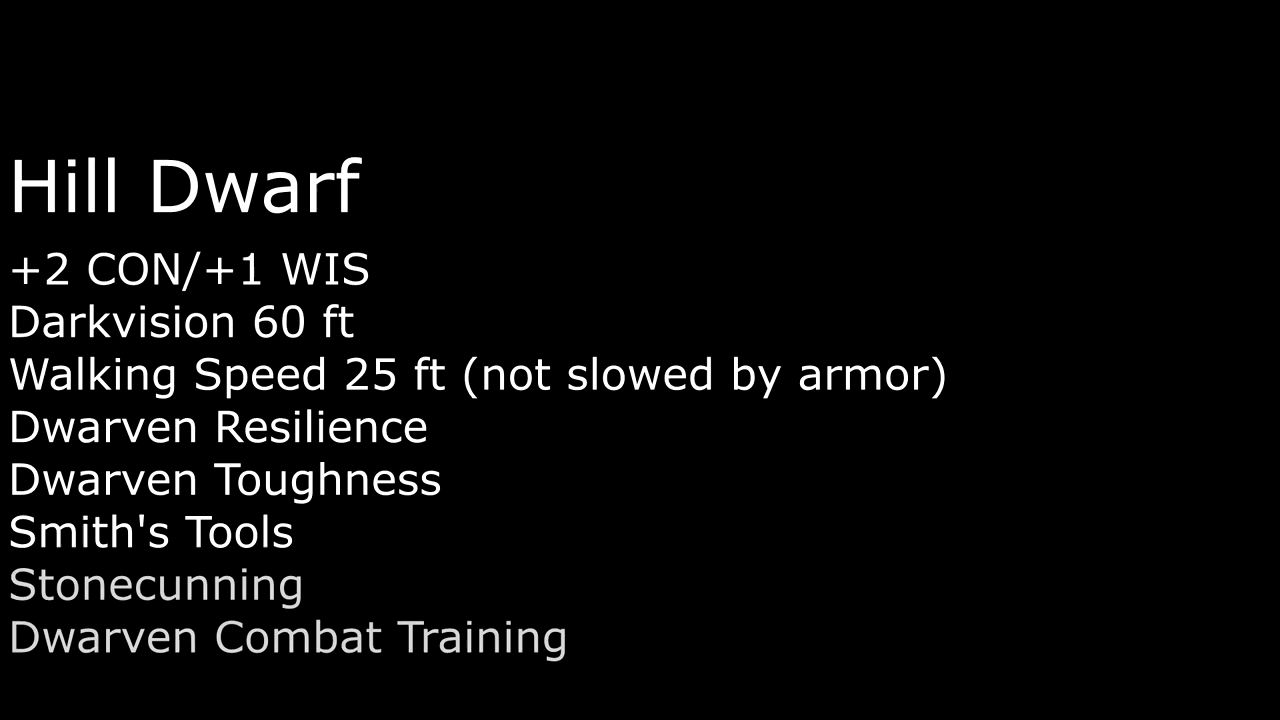 Hill Dwarf
+2 CON/+1 WIS
Darkvision 60 ft
Walking Speed 25 ft (not slowed by armor)
Dwarven Resilience
Dwarven Toughness
Smith's Tools
Stonecunning
Dwarven Combat Training